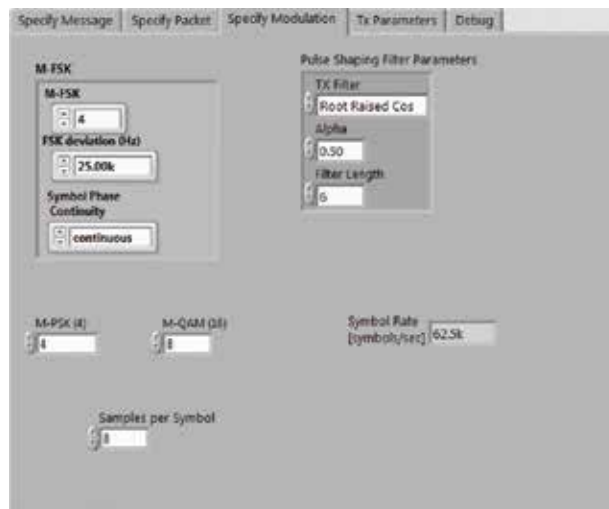 Specify Message Specify Packet Specify Modulation Tx Parameters Debug
M-FSK
M-FSK
4
FSK deviation (Hz)
25.00k
Symbol Phase
Continuity
continuous
Pulse Shaping Filter Parameters
TX Filter
Root Raised Cos
Alpha
0.50
Filter Length
6
M-PSK (4)
4
M-QAM
8
Symbol Rate
[symbols/sec] 62.5k
Samples per Symbol
8